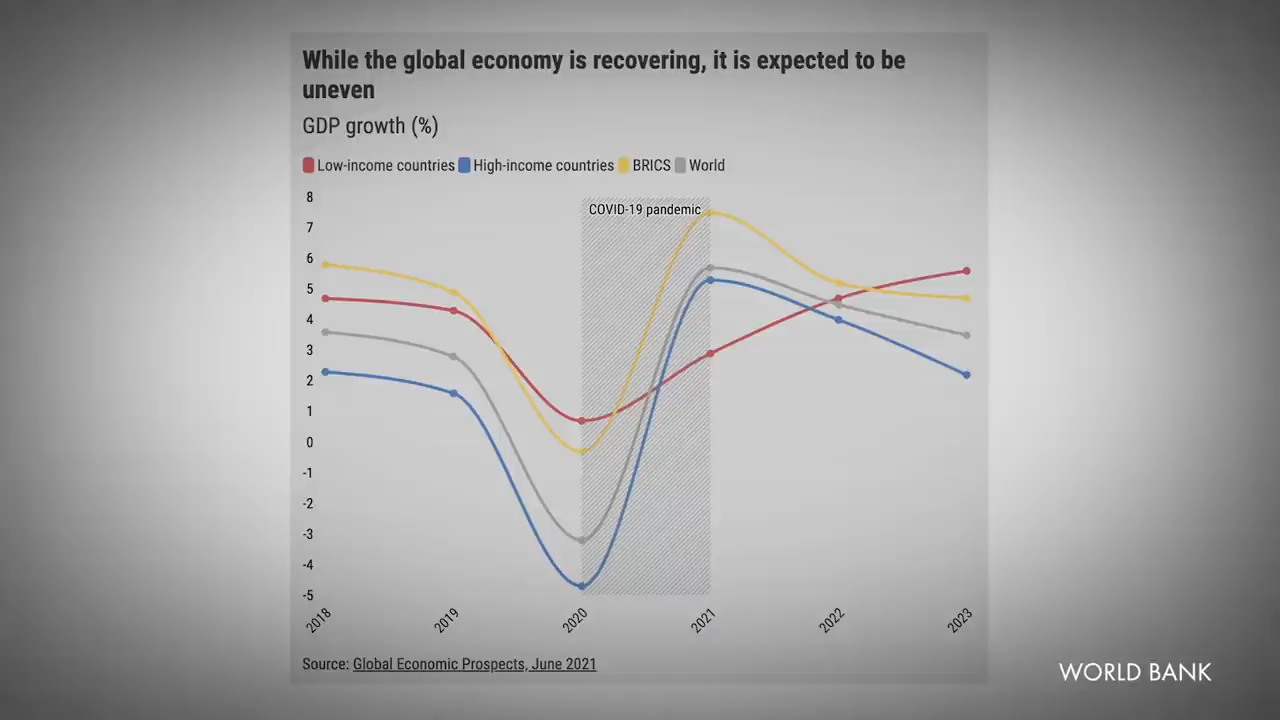 While the global economy is recovering, it is expected to be
uneven
GDP growth (%)
Low-income countries High-income countries BRICS World
8
COVID-19 pandemic
7
6
5
4
3
2
1
0
-1
-2
-3
-4
-5
2018 2019 2020 2021 2022 2023
Source: Global Economic Prospects, June 2021
WORLD BANK